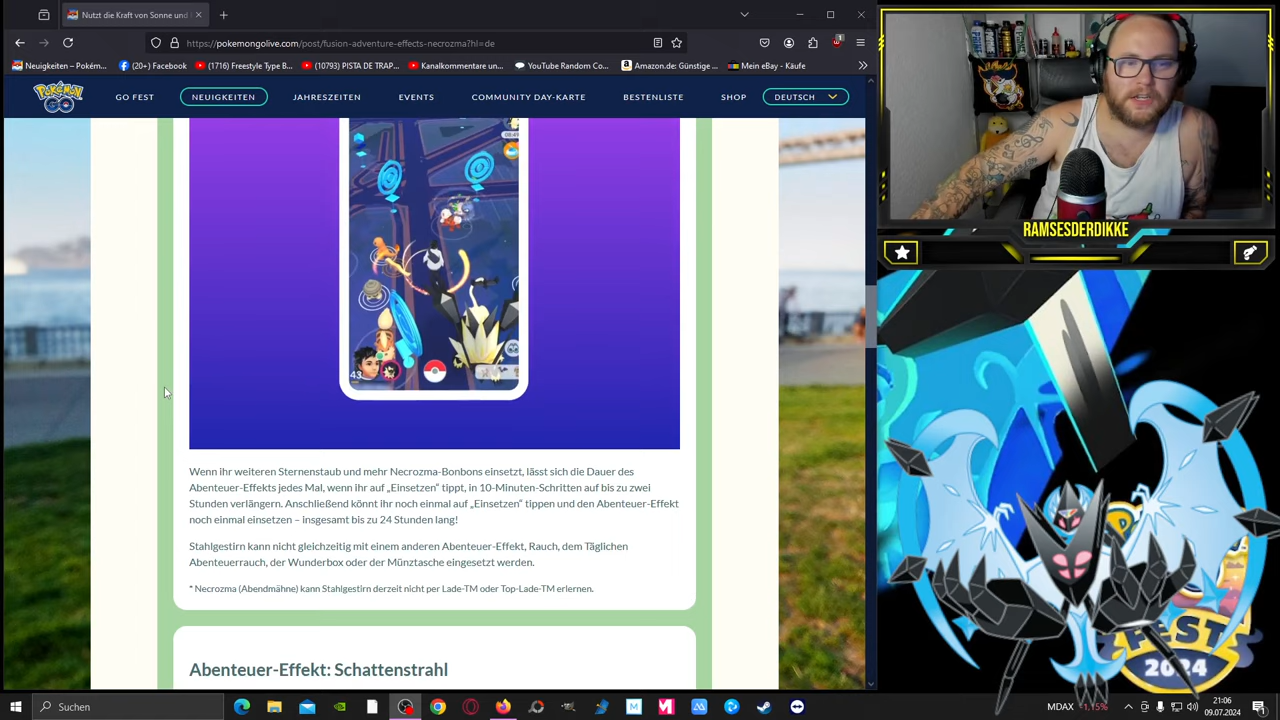 Nutzt die Kraft von Sonne und
https://pokemongolive.com/post/fusion-adventure-effects-necrozma?hl=de
Neuigkeiten – Pokém...
(20+) Facebook
(1716) Freestyle Type B...
(10793) PISTA DE TRAP...
Kanalkommentare un...
YouTube Random Co...
Amazon.de: Günstige ...
Mein eBay - Käufe
GO FEST
NEUIGKEITEN
JAHRESZEITEN
EVENTS
COMMUNITY DAY-KARTE
BESTENLISTE
SHOP
DEUTSCH
43
Wenn ihr weiteren Sternenstaub und mehr Necrozma-Bonbons einsetzt, lässt sich die Dauer des
Abenteuer-Effekts jedes Mal, wenn ihr auf „Einsetzen“ tippt, in 10-Minuten-Schritten auf bis zu zwei
Stunden verlängern. Anschließend könnt ihr noch einmal auf „Einsetzen“ tippen und den Abenteuer-Effekt
noch einmal einsetzen – insgesamt bis zu 24 Stunden lang!
Stahlgestirn kann nicht gleichzeitig mit einem anderen Abenteuer-Effekt, Rauch, dem Täglichen
Abenteuerrauch, der Wunderbox oder der Münztasche eingesetzt werden.
* Necrozma (Abendmähne) kann Stahlgestirn derzeit nicht per Lade-TM oder Top-Lade-TM erlernen.
Abenteuer-Effekt: Schattenstrahl
RAMSESDERDIKKE
FEST
2024
Suchen
MDAX -1,15%
21:06
09.07.2024